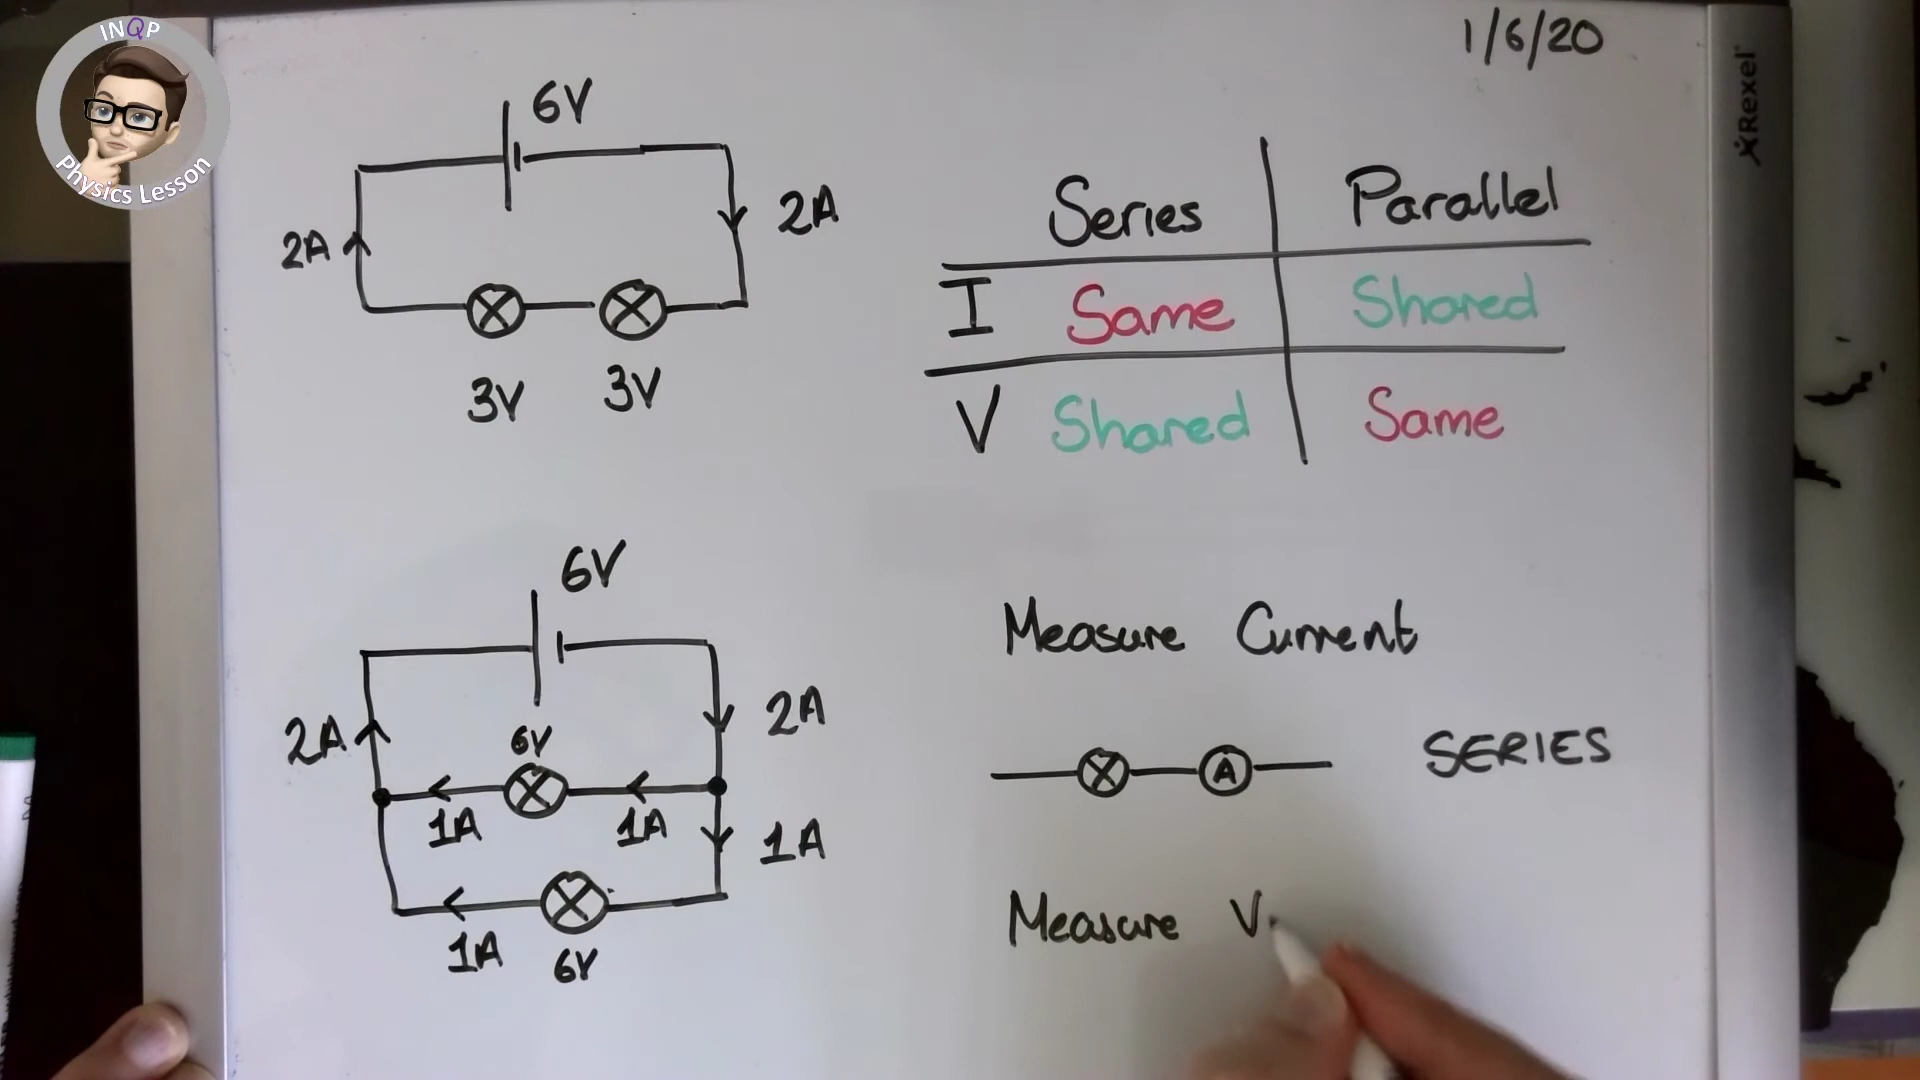 INQP
Physics Lesson
1/6/20
Rexel
6V
2A
2A
3V 3V
Series Parallel
I Same Shared
V Shared Same
6V
2A
2A
6V
1A 1A
1A
1A
6V
Measure Current
A
SERIES
Measure V